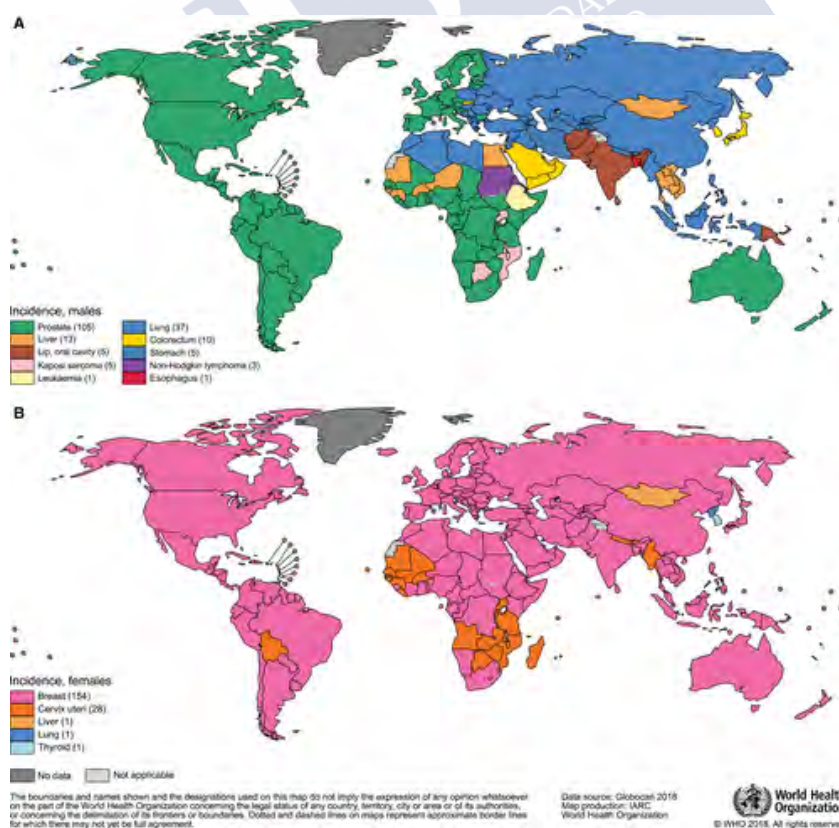 A
Incidence, males
Prostate (105)
Liver (13)
Lip, oral cavity (5)
Kaposi sarcoma (5)
Leukaemia (1)
Lung (37)
Colorectum (10)
Stomach (5)
Non-Hodgkin lymphoma (3)
Esophagus (1)
B
Incidence, females
Breast (154)
Cervix uteri (28)
Liver (1)
Lung (1)
Thyroid (1)
No data
Not applicable
The boundaries and names shown and the designations used on this map do not imply the expression of any opinion whatsoever
on the part of the World Health Organization concerning the legal status of any country, territory, city or area or of its authorities,
or concerning the delimitation of its frontiers or boundaries. Dotted and dashed lines on maps represent approximate border lines
for which there may not yet be full agreement.
Data source: Globocan 2018
Map production: IARC
World Health Organization
World Healt
Organizatio
© WHO 2018. All rights reserve